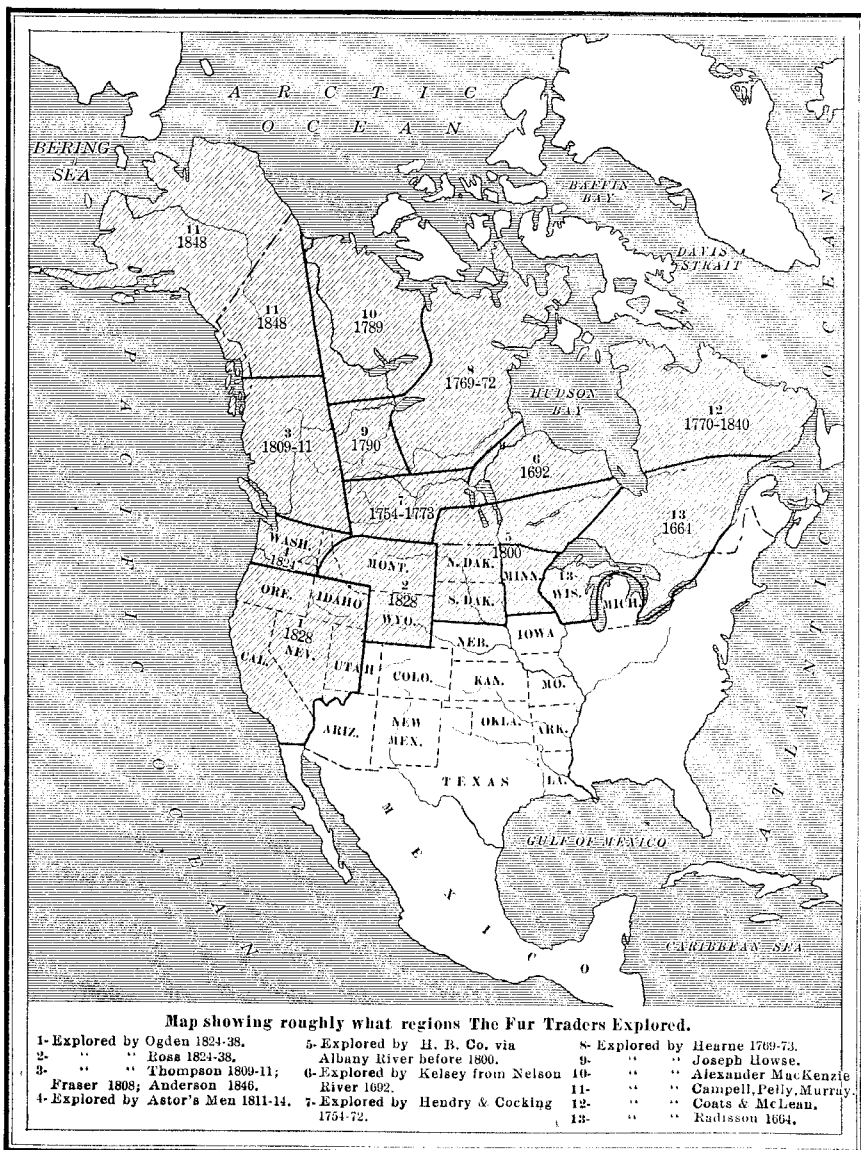 ARCTIC
OCEAN
BERING
SEA
BAFFIN
BAY
DAVIS
STRAIT
11
1848
11
1848
10
1789
8
1769-72
HUDSON
BAY
12
1770-1840
3
1809-11
9
1790
6
1692
7
1754-1773
13
1664
5
1800
WASH.
4
1824
MONT.
N. DAK.
MINN.
13
WIS.
MICH.
ORE.
IDAHO
2
1828
WYO.
S. DAK.
1
1828
NEV.
CAL.
UTAH
NEB.
IOWA
COLO.
KAN.
MO.
ARIZ.
NEW
MEX.
OKLA.
ARK.
TEXAS
LA.
MEXICO
GULF OF MEXICO
CARIBBEAN SEA
PACIFIC OCEAN
ATLANTIC OCEAN
Map showing roughly what regions The Fur Traders Explored.
1- Explored by Ogden 1824-38.
2- " " Ross 1824-38.
3- " " Thompson 1809-11;
Fraser 1808; Anderson 1846.
4- Explored by Astor's Men 1811-14.
5- Explored by H. B. Co. via
Albany River before 1800.
6- Explored by Kelsey from Nelson
River 1692.
7- Explored by Hendry & Cocking
1754-72.
8- Explored by Hearne 1769-73.
9- " " Joseph Howse.
10- " " Alexander MacKenzie
11- " " Campell, Pelly, Murray.
12- " " Coats & McLean.
13- " " Radisson 1664.